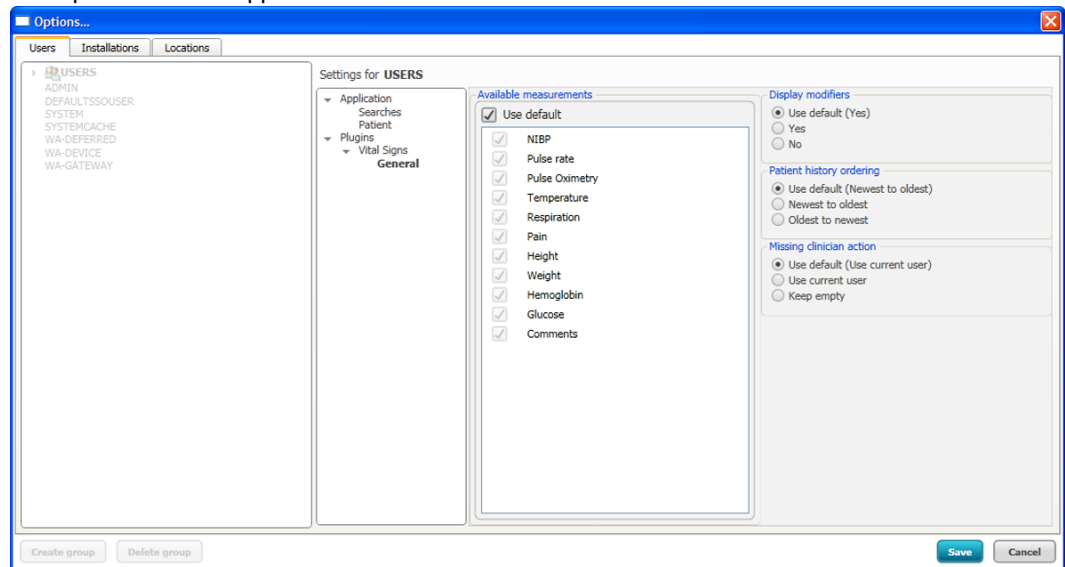 Options...
Users
Installations
Locations
USERS
ADMIN
DEFAULTSSOUSER
SYSTEM
SYSTEMCACHE
WA-DEFERRED
WA-DEVICE
WA-GATEWAY
Settings for USERS
Application
Searches
Patient
Plugins
Vital Signs
General
Available measurements
Use default
NIBP
Pulse rate
Pulse Oximetry
Temperature
Respiration
Pain
Height
Weight
Hemoglobin
Glucose
Comments
Display modifiers
Use default (Yes)
Yes
No
Patient history ordering
Use default (Newest to oldest)
Newest to oldest
Oldest to newest
Missing clinician action
Use default (Use current user)
Use current user
Keep empty
Create group
Delete group
Save
Cancel